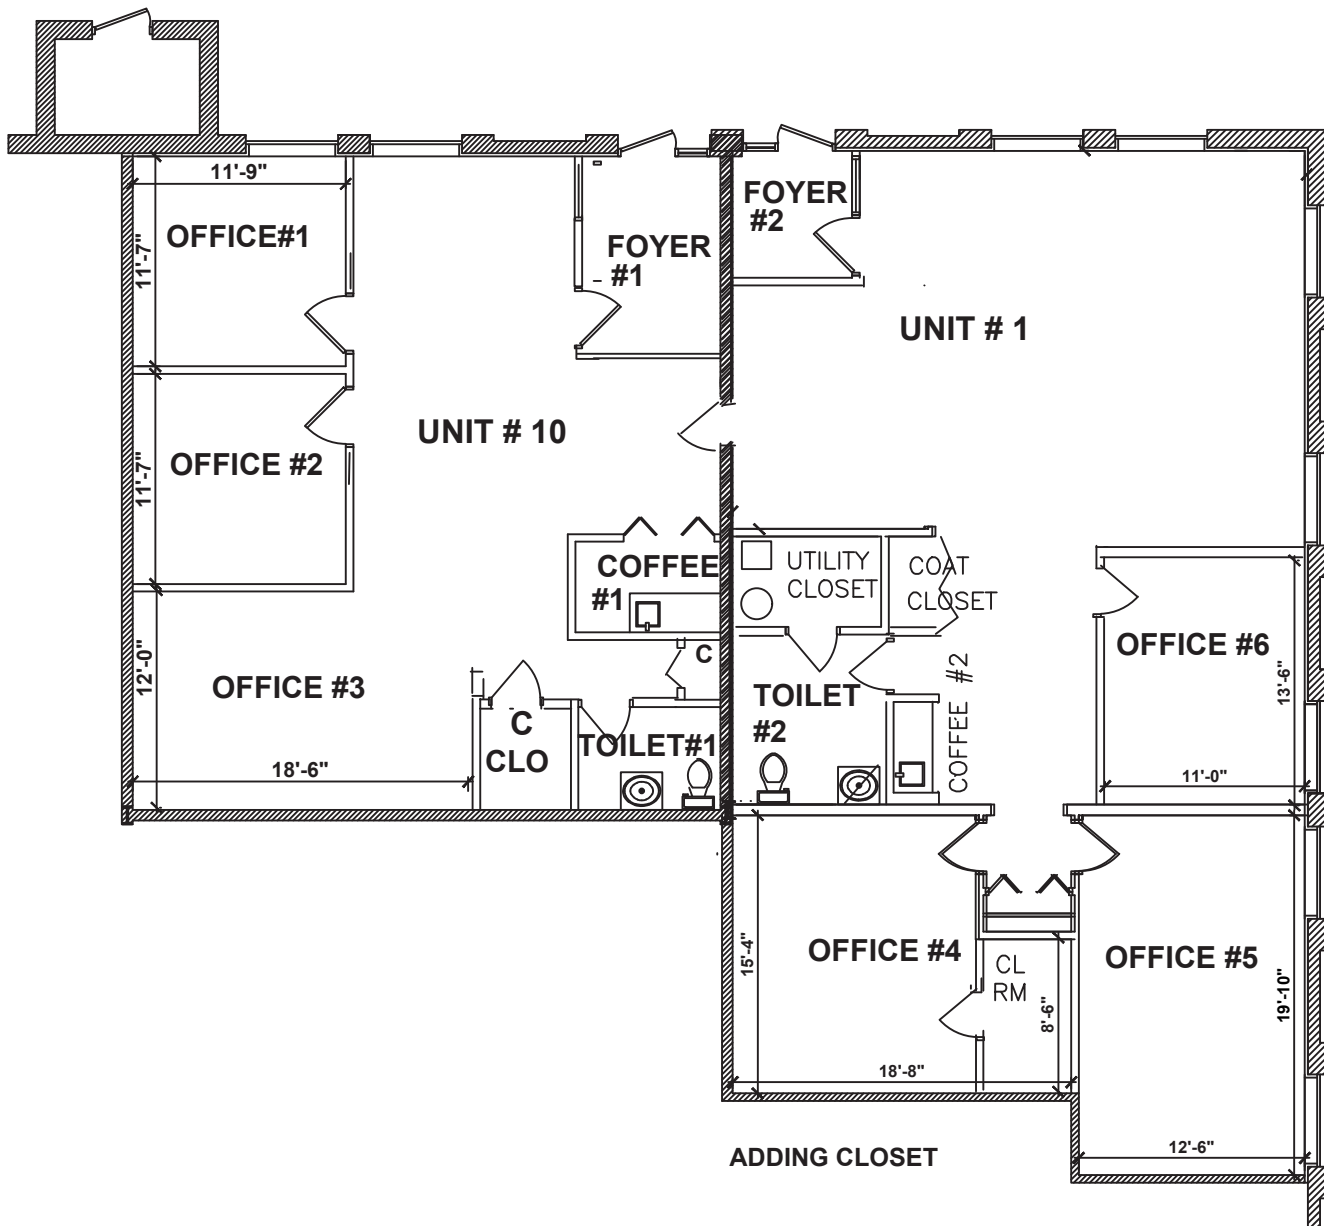 11'-9"
OFFICE#1
11'-7"
FOYER
#1
FOYER
#2
UNIT # 1
UNIT # 10
OFFICE #2
11'-7"
COFFEE
#1
UTILITY
CLOSET
COAT
CLOSET
OFFICE #6
13'-6"
11'-0"
12'-0"
OFFICE #3
18'-6"
C
C
CLO
TOILET#1
TOILET
#2
COFFEE #2
OFFICE #4
15'-4"
18'-8"
CL
RM
8'-6"
OFFICE #5
19'-10"
12'-6"
ADDING CLOSET